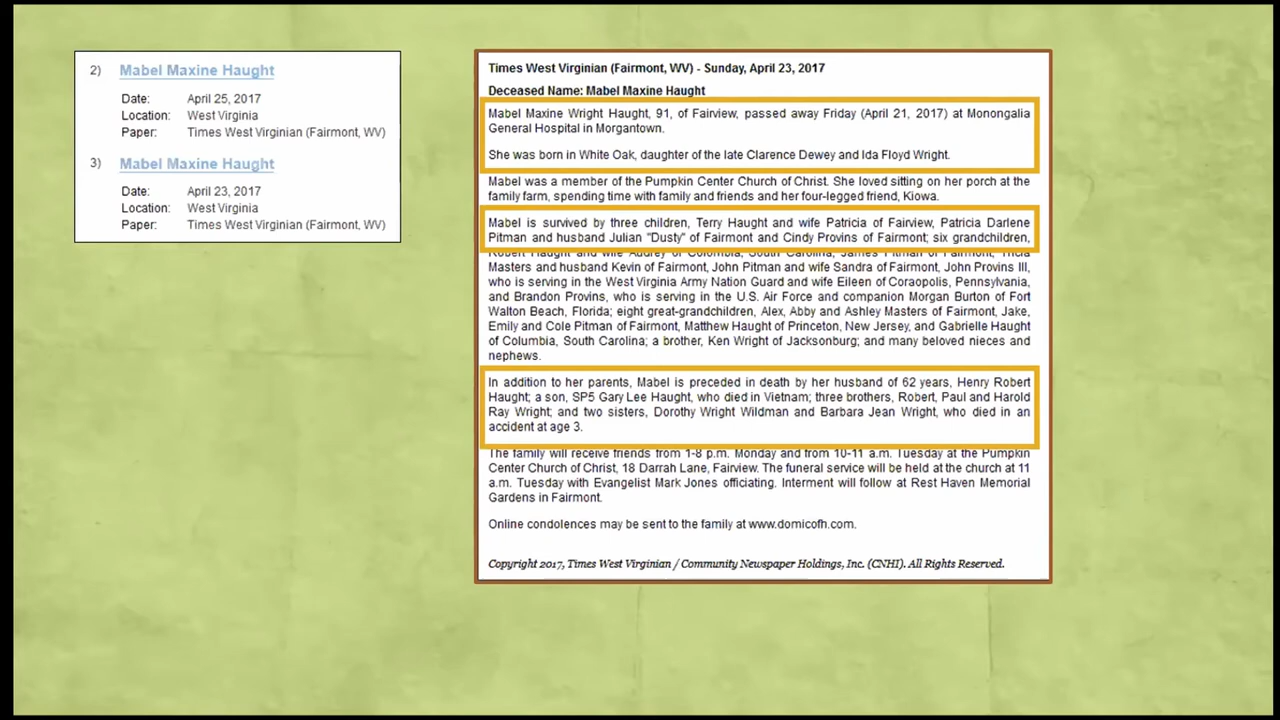 2) Mabel Maxine Haught
Date: April 25, 2017
Location: West Virginia
Paper: Times West Virginian (Fairmont, WV)
3) Mabel Maxine Haught
Date: April 23, 2017
Location: West Virginia
Paper: Times West Virginian (Fairmont, WV)
Times West Virginian (Fairmont, WV) - Sunday, April 23, 2017
Deceased Name: Mabel Maxine Haught
Mabel Maxine Wright Haught, 91, of Fairview, passed away Friday (April 21, 2017) at Monongalia
General Hospital in Morgantown.
She was born in White Oak, daughter of the late Clarence Dewey and Ida Floyd Wright.
Mabel was a member of the Pumpkin Center Church of Christ. She loved sitting on her porch at the
family farm, spending time with family and friends and her four-legged friend, Kiowa.
Mabel is survived by three children, Terry Haught and wife Patricia of Fairview, Patricia Darlene
Pitman and husband Julian "Dusty" of Fairmont and Cindy Provins of Fairmont; six grandchildren,
Robert Haught and wife Audrey of Colombia, South Carolina, James Pitman of Fairmont, Tricia
Masters and husband Kevin of Fairmont, John Pitman and wife Sandra of Fairmont, John Provins III,
who is serving in the West Virginia Army Nation Guard and wife Eileen of Coraopolis, Pennsylvania,
and Brandon Provins, who is serving in the U.S. Air Force and companion Morgan Burton of Fort
Walton Beach, Florida; eight great-grandchildren, Alex, Abby and Ashley Masters of Fairmont, Jake,
Emily and Cole Pitman of Fairmont, Matthew Haught of Princeton, New Jersey, and Gabrielle Haught
of Columbia, South Carolina; a brother, Ken Wright of Jacksonburg; and many beloved nieces and
nephews.
In addition to her parents, Mabel is preceded in death by her husband of 62 years, Henry Robert
Haught; a son, SP5 Gary Lee Haught, who died in Vietnam; three brothers, Robert, Paul and Harold
Ray Wright; and two sisters, Dorothy Wright Wildman and Barbara Jean Wright, who died in an
accident at age 3.
The family will receive friends from 1-8 p.m. Monday and from 10-11 a.m. Tuesday at the Pumpkin
Center Church of Christ, 18 Darrah Lane, Fairview. The funeral service will be held at the church at 11
a.m. Tuesday with Evangelist Mark Jones officiating. Interment will follow at Rest Haven Memorial
Gardens in Fairmont.
Online condolences may be sent to the family at www.domicofh.com.
Copyright 2017, Times West Virginian / Community Newspaper Holdings, Inc. (CNHI). All Rights Reserved.